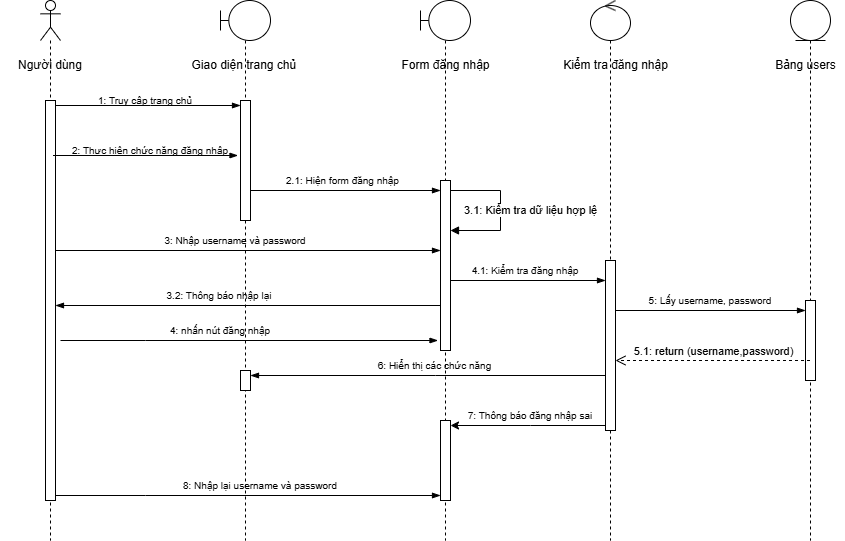 Người dùng
Giao diện trang chủ
Form đăng nhập
Kiểm tra đăng nhập
Bảng users
1: Truy cập trang chủ
2: Thực hiện chức năng đăng nhập
2.1: Hiện form đăng nhập
3.1: Kiểm tra dữ liệu hợp lệ
3: Nhập username và password
4.1: Kiểm tra đăng nhập
3.2: Thông báo nhập lại
5: Lấy username, password
4: nhấn nút đăng nhập
5.1: return (username,password)
6: Hiển thị các chức năng
7: Thông báo đăng nhập sai
8: Nhập lại username và password